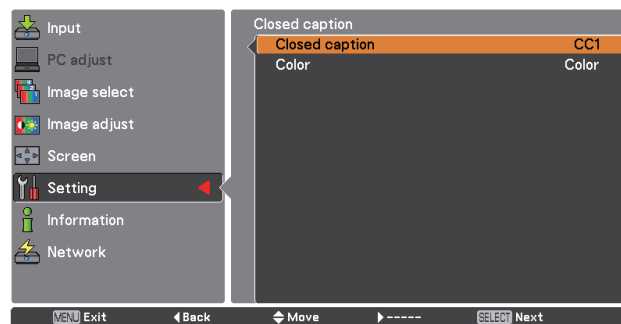 Input
PC adjust
Image select
Image adjust
Screen
Setting
Information
Network
Closed caption
Closed caption CC1
Color Color
MENU Exit Back Move ----- SELECT Next